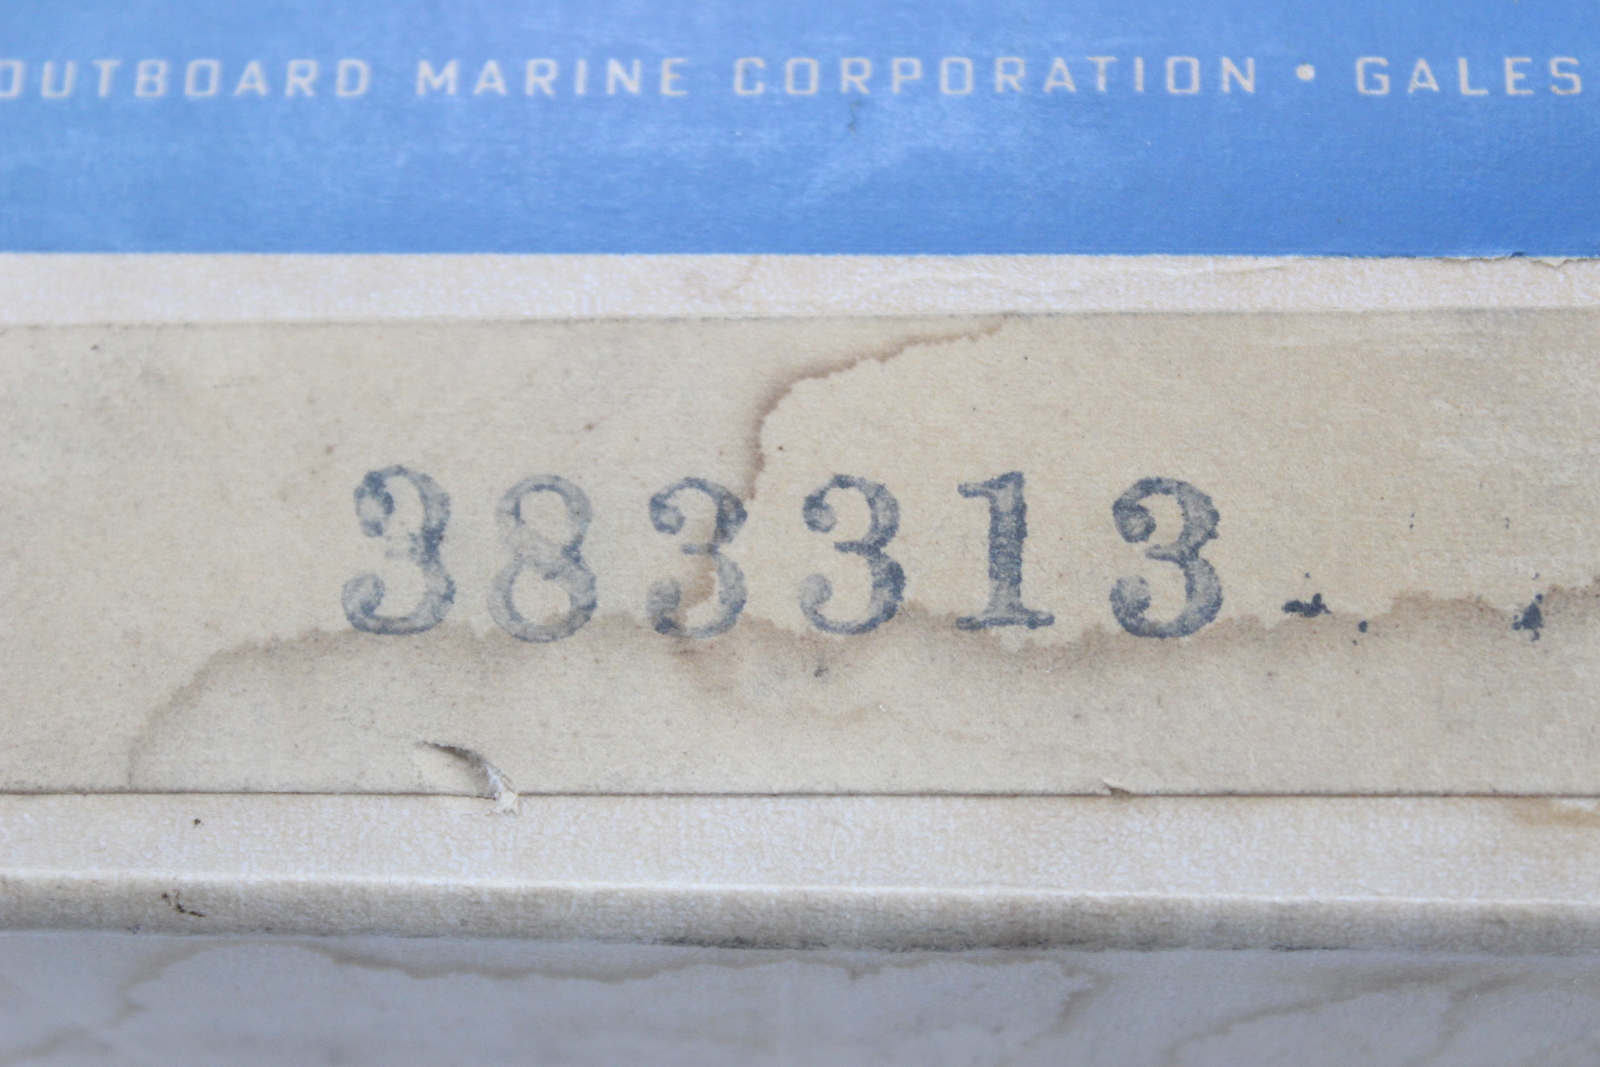 OUTBOARD MARINE CORPORATION • GALES
383313